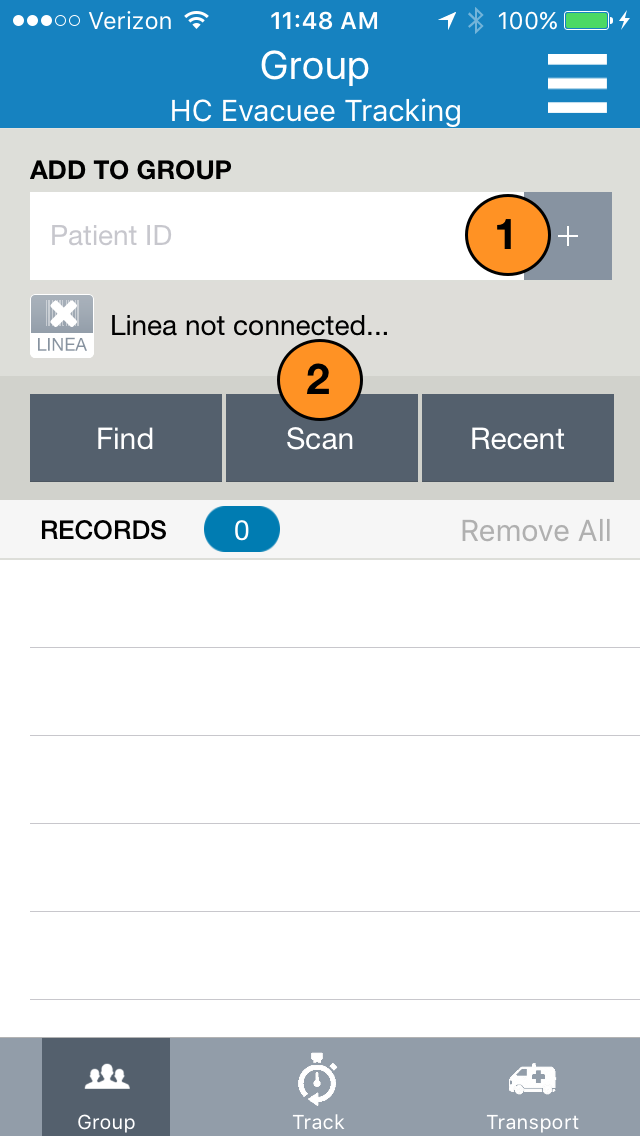 Verizon 11:48 AM 100%
Group
HC Evacuee Tracking
ADD TO GROUP
Patient ID 1 +
LINEA Linea not connected...
2
Find Scan Recent
RECORDS 0 Remove All
Group Track Transport